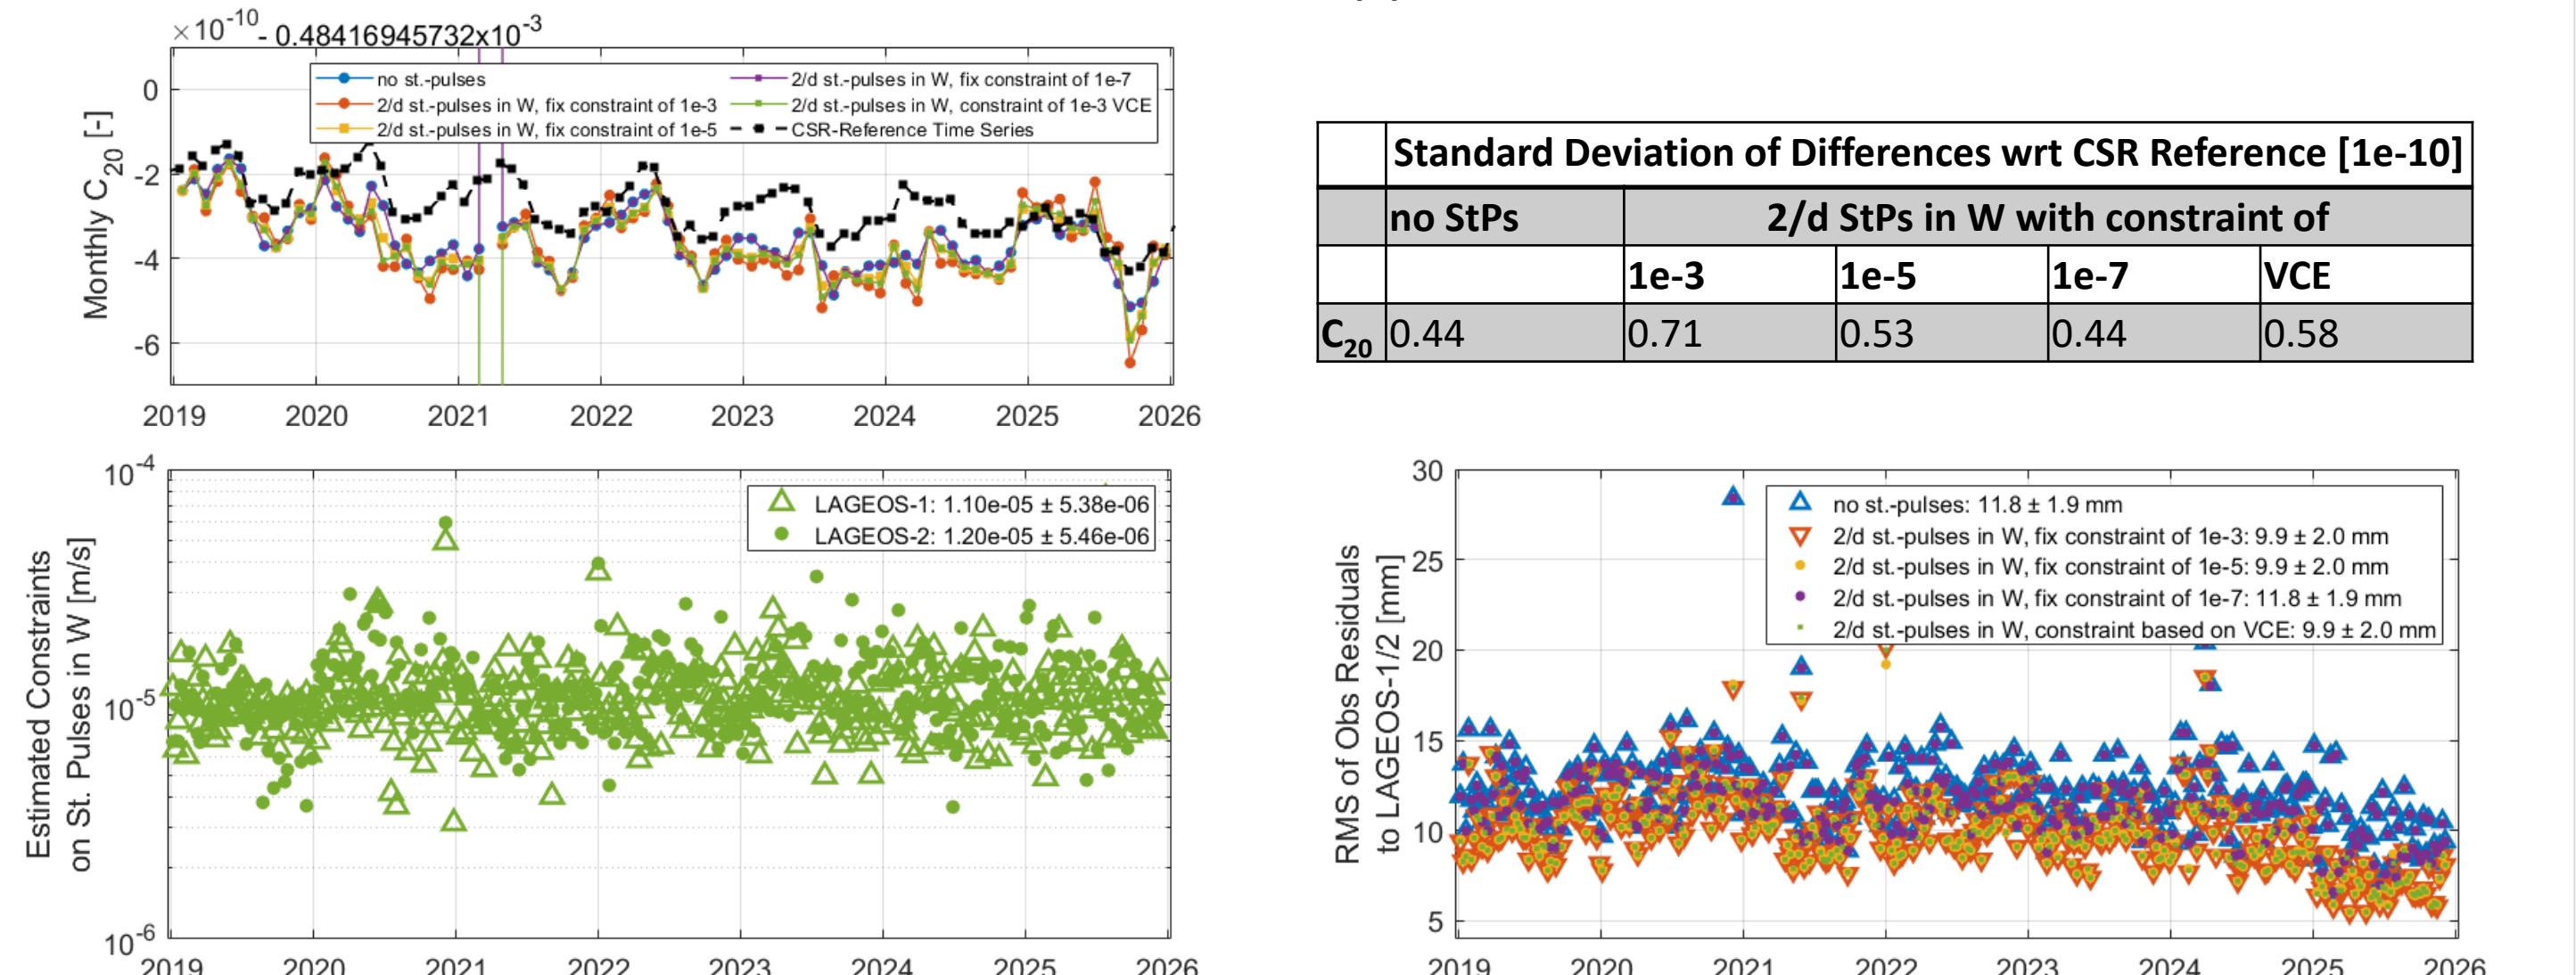 ×10-10 - 0.48416945732x10-3
Monthly C20 [-]
0
-2
-4
-6
no st.-pulses
2/d st.-pulses in W, fix constraint of 1e-3
2/d st.-pulses in W, fix constraint of 1e-5
2/d st.-pulses in W, fix constraint of 1e-7
2/d st.-pulses in W, constraint of 1e-3 VCE
CSR-Reference Time Series
2019 2020 2021 2022 2023 2024 2025 2026
Standard Deviation of Differences wrt CSR Reference [1e-10]
no StPs 2/d StPs in W with constraint of
1e-3 1e-5 1e-7 VCE
C20 0.44 0.71 0.53 0.44 0.58
Estimated Constraints
on St. Pulses in W [m/s]
10-4
10-5
10-6
LAGEOS-1: 1.10e-05 ± 5.38e-06
LAGEOS-2: 1.20e-05 ± 5.46e-06
2019 2020 2021 2022 2023 2024 2025 2026
RMS of Obs Residuals
to LAGEOS-1/2 [mm]
30
25
20
15
10
5
no st.-pulses: 11.8 ± 1.9 mm
2/d st.-pulses in W, fix constraint of 1e-3: 9.9 ± 2.0 mm
2/d st.-pulses in W, fix constraint of 1e-5: 9.9 ± 2.0 mm
2/d st.-pulses in W, fix constraint of 1e-7: 11.8 ± 1.9 mm
2/d st.-pulses in W, constraint based on VCE: 9.9 ± 2.0 mm
2019 2020 2021 2022 2023 2024 2025 2026